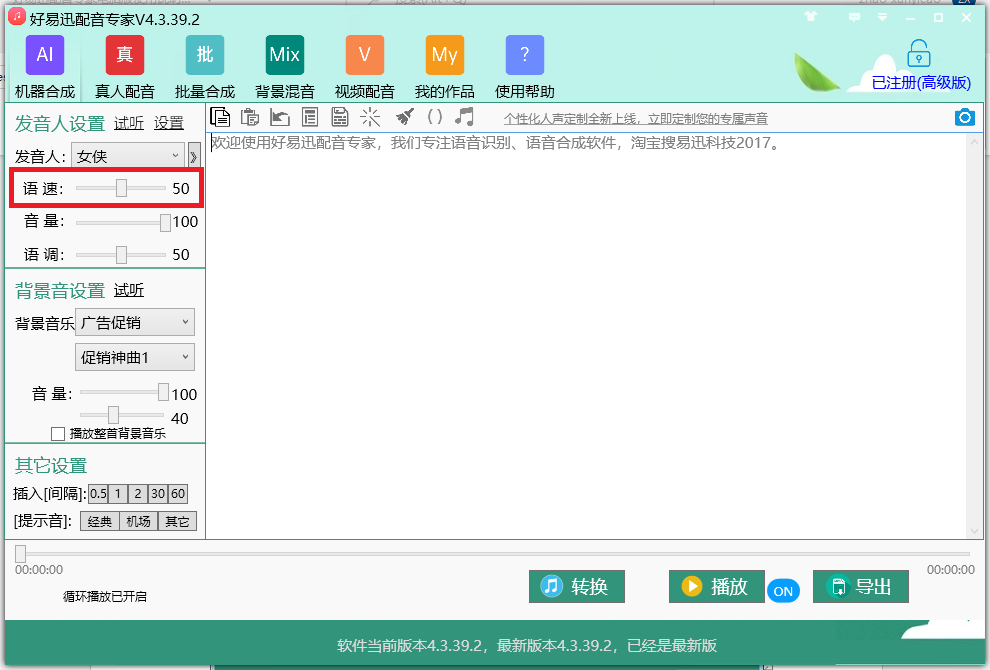 好易迅配音专家V4.3.39.2
AI 真 批 Mix V My ?
机器合成 真人配音 批量合成 背景混音 视频配音 我的作品 使用帮助
已注册(高级版)
发音人设置 试听 设置
个性化人声定制全新上线，立即定制您的专属声音
发音人: 女侠
欢迎使用好易迅配音专家，我们专注语音识别、语音合成软件，淘宝搜易迅科技2017。
语 速: 50
音 量: 100
语 调: 50
背景音设置 试听
背景音乐 广告促销
促销神曲1
音 量: 100
40
播放整首背景音乐
其它设置
插入[间隔]: 0.5 1 2 30 60
[提示音]: 经典 机场 其它
00:00:00 00:00:00
循环播放已开启
转换 播放 ON 导出
软件当前版本4.3.39.2，最新版本4.3.39.2，已经是最新版